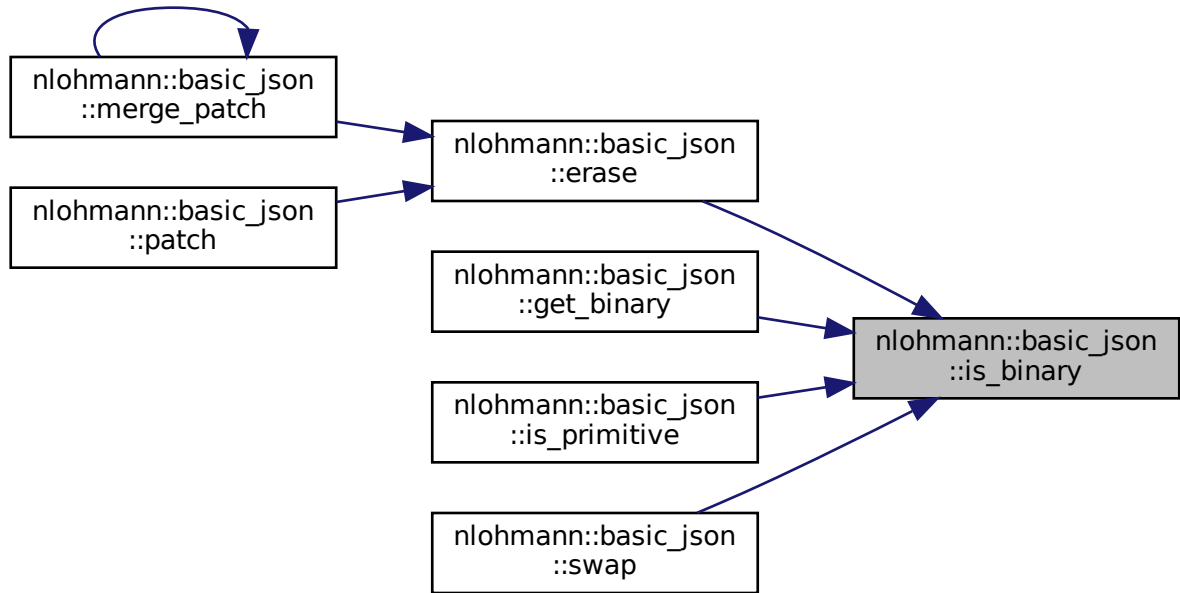 nlohmann::basic_json
::merge_patch
nlohmann::basic_json
::patch
nlohmann::basic_json
::erase
nlohmann::basic_json
::get_binary
nlohmann::basic_json
::is_primitive
nlohmann::basic_json
::swap
nlohmann::basic_json
::is_binary